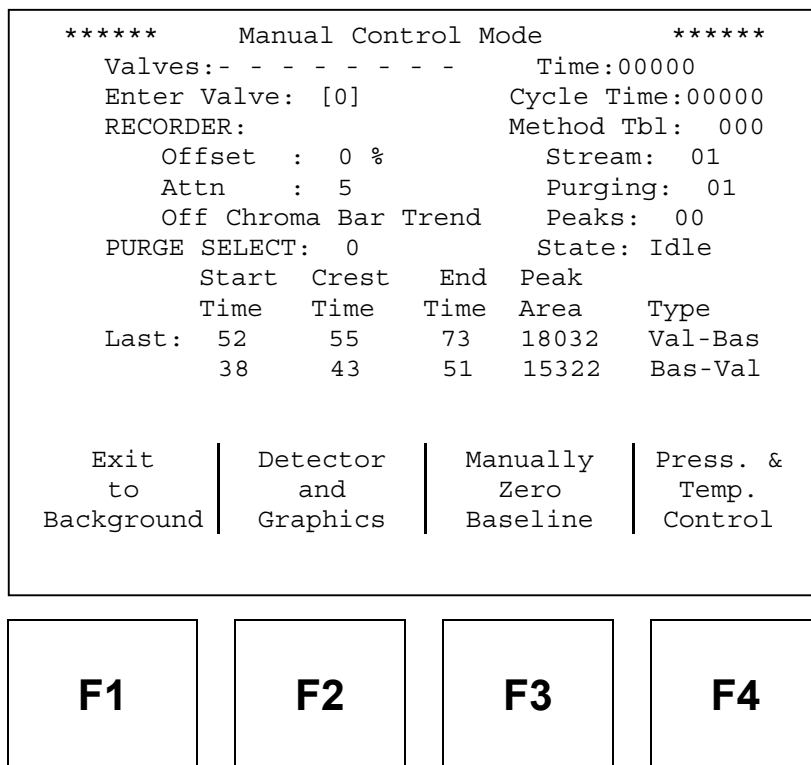 ****** Manual Control Mode ******
Valves:- - - - - - - - Time:00000
Enter Valve: [0] Cycle Time:00000
RECORDER: Method Tbl: 000
Offset : 0 % Stream: 01
Attn : 5 Purging: 01
Off Chroma Bar Trend Peaks: 00
PURGE SELECT: 0 State: Idle
Start Crest End Peak
Time Time Time Area Type
Last: 52 55 73 18032 Val-Bas
38 43 51 15322 Bas-Val
Exit Detector Manually Press. &
to and Zero Temp.
Background Graphics Baseline Control
F1 F2 F3 F4